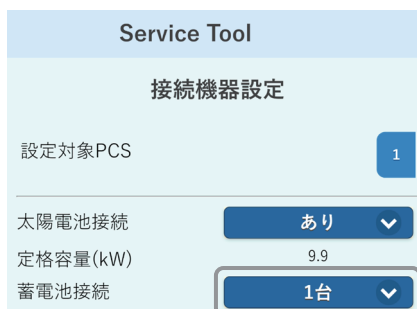 Service Tool
接続機器設定
設定対象PCS 1
太陽電池接続 あり
定格容量(kW) 9.9
蓄電池接続 1台